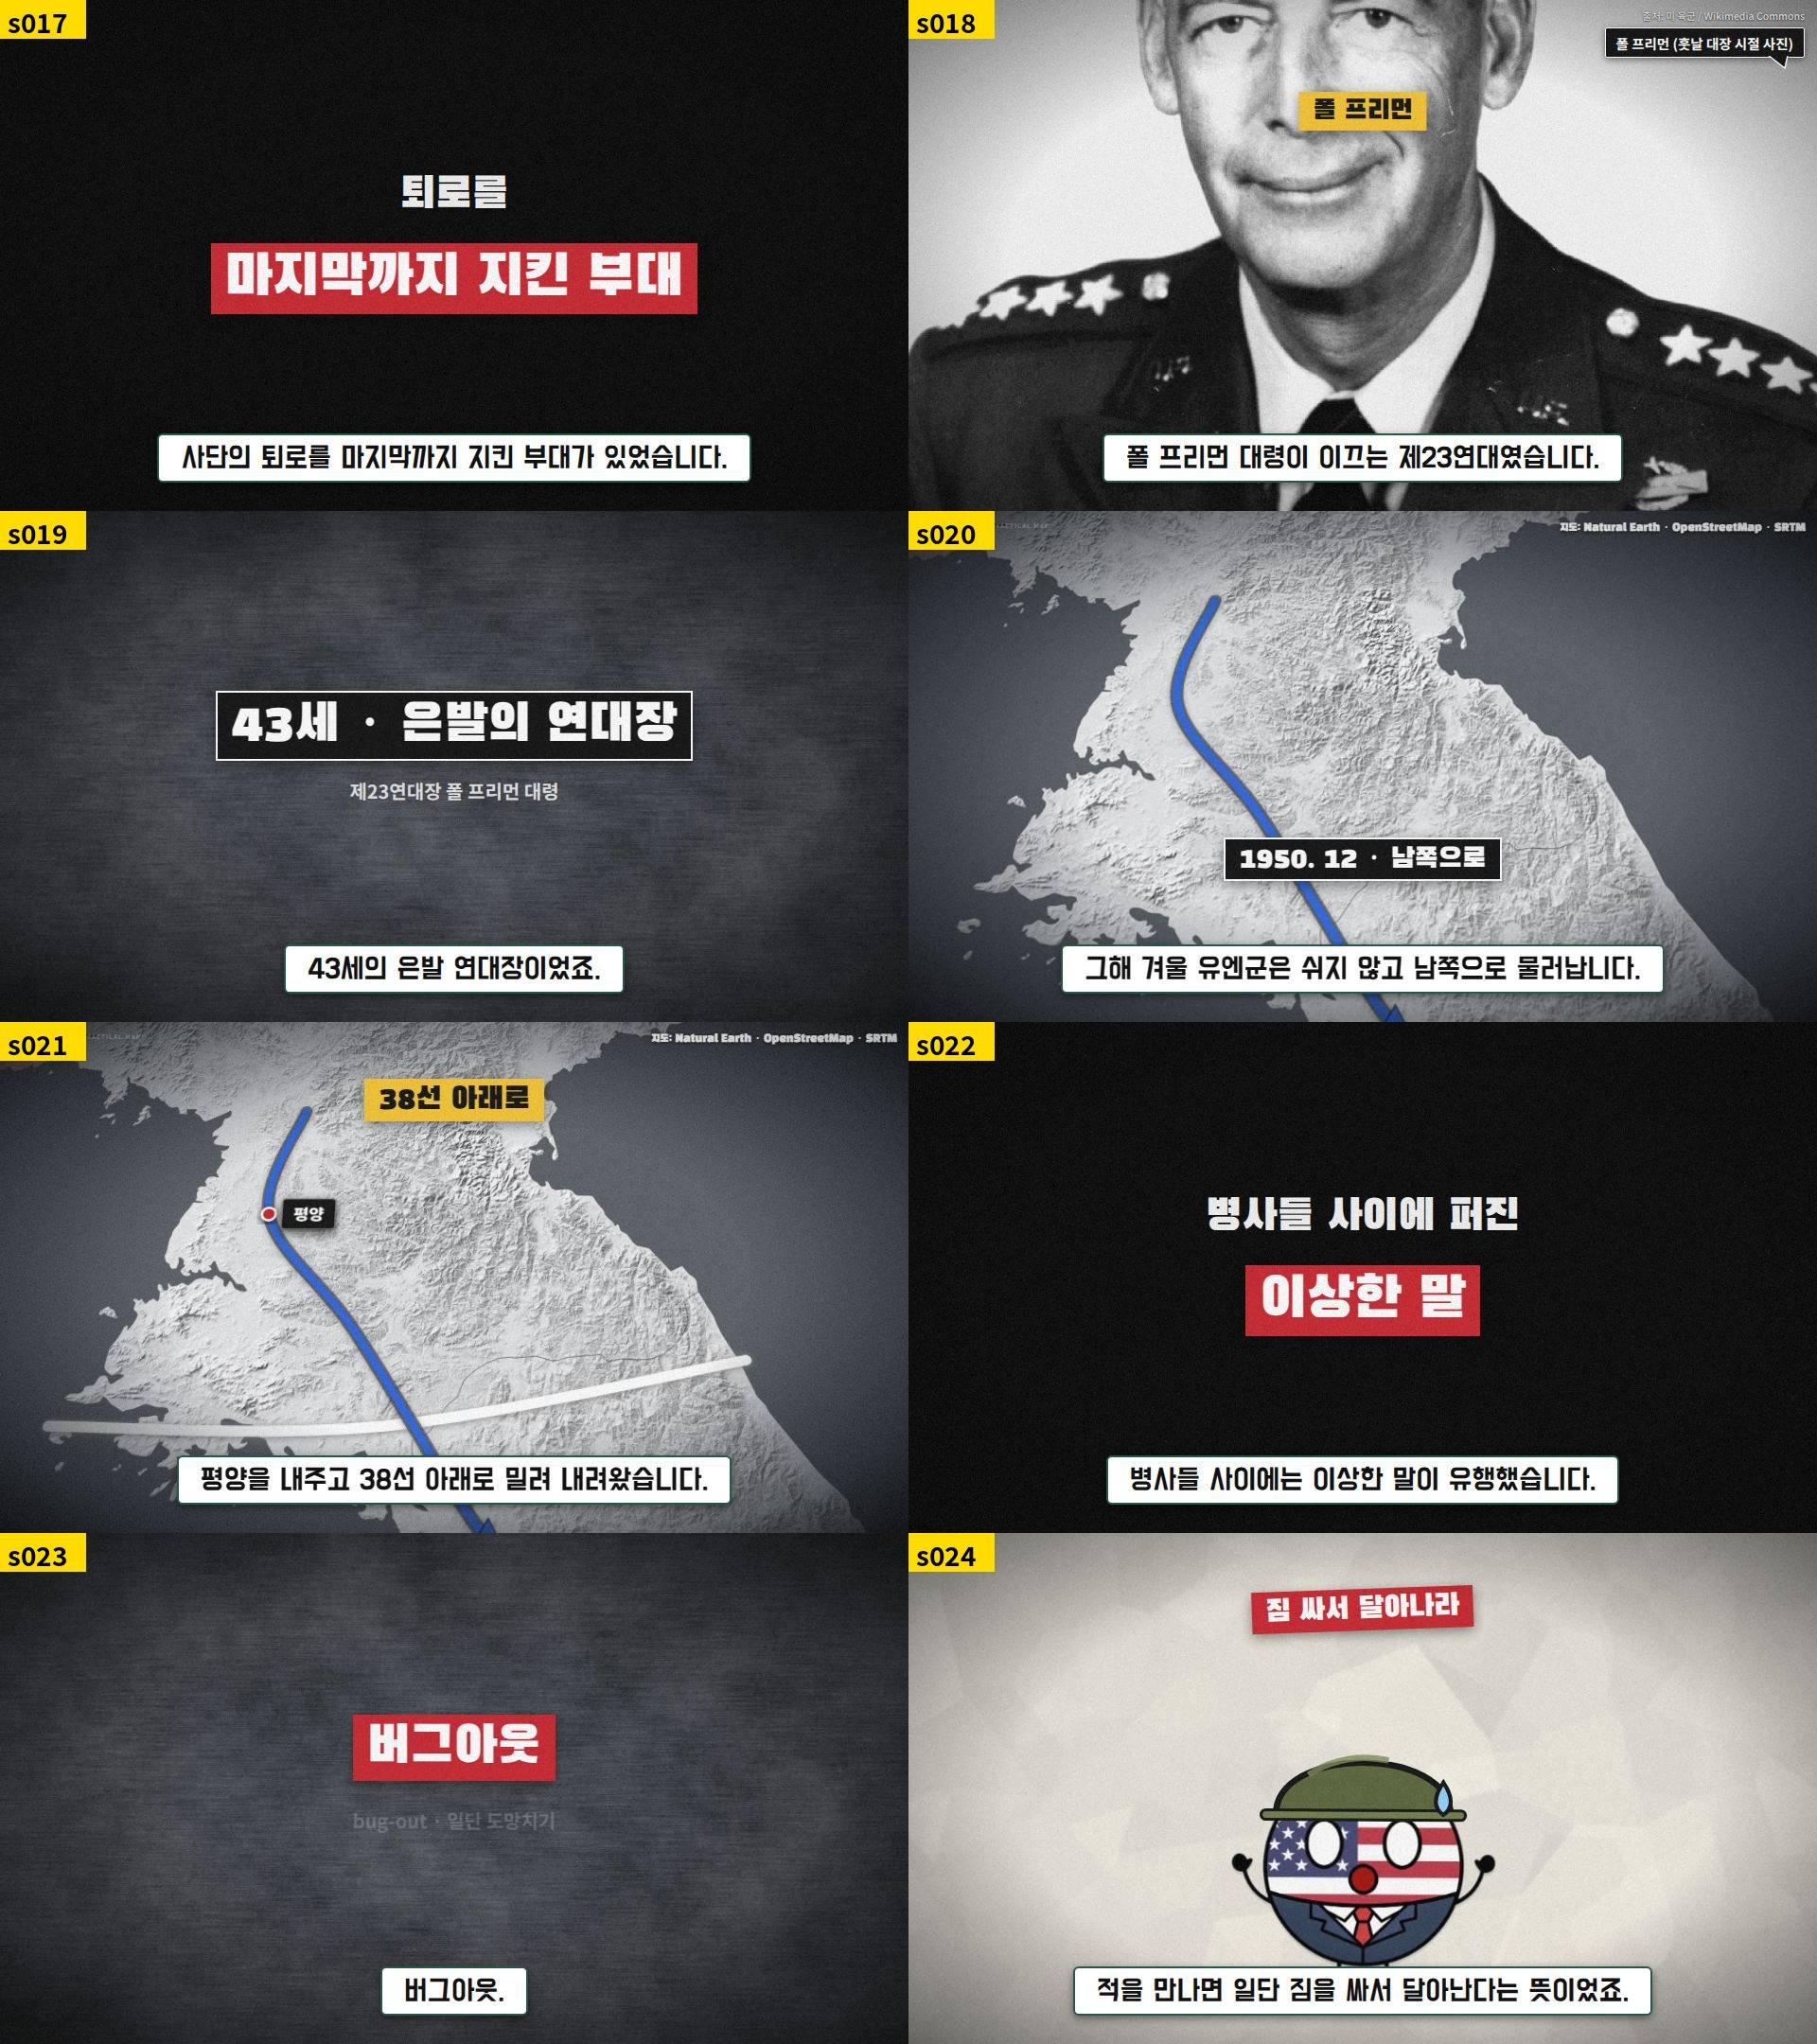 s017
퇴로를
마지막까지 지킨 부대
사단의 퇴로를 마지막까지 지킨 부대가 있었습니다.
s018
출처: 미 육군 / Wikimedia Commons
폴 프리먼 (훗날 대장 시절 사진)
폴 프리먼
폴 프리먼 대령이 이끄는 제23연대였습니다.
s019
43세 · 은발의 연대장
제23연대장 폴 프리먼 대령
43세의 은발 연대장이었죠.
s020
지도: Natural Earth · OpenStreetMap · SRTM
1950. 12 · 남쪽으로
그해 겨울 유엔군은 쉬지 않고 남쪽으로 물러납니다.
s021
지도: Natural Earth · OpenStreetMap · SRTM
38선 아래로
평양
평양을 내주고 38선 아래로 밀려 내려왔습니다.
s022
병사들 사이에 퍼진
이상한 말
병사들 사이에는 이상한 말이 유행했습니다.
s023
버그아웃
bug-out · 일단 도망치기
버그아웃.
s024
짐 싸서 달아나라
적을 만나면 일단 짐을 싸서 달아난다는 뜻이었죠.